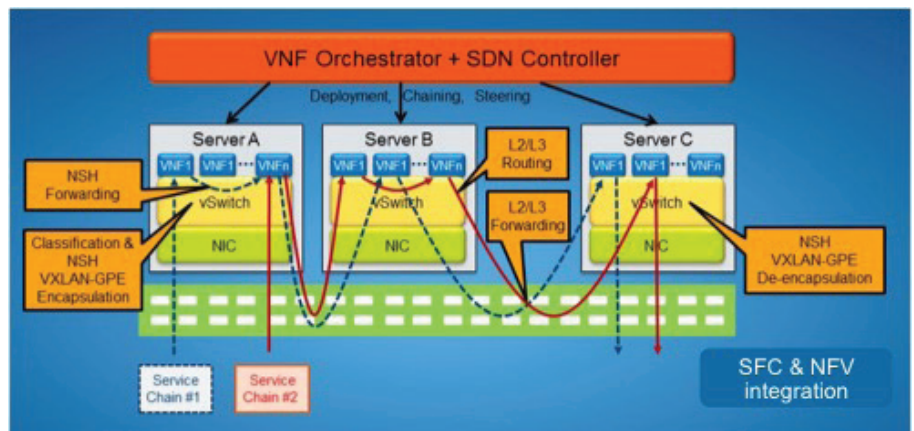 VNF Orchestrator + SDN Controller
Deployment, Chaining, Steering
Server A
Server B
Server C
L2/L3
Routing
VNF1 VNF1 ··· VNFn
VNF1 VNF1 ··· VNFn
VNF1 VNF1 ··· VNFn
NSH
Forwarding
vSwitch
vSwitch
vSwitch
L2/L3
Forwarding
Classification &
NSH
VXLAN-GPE
Encapsulation
NIC
NIC
NIC
NSH
VXLAN-GPE
De-encapsulation
Service
Chain #1
Service
Chain #2
SFC & NFV
integration